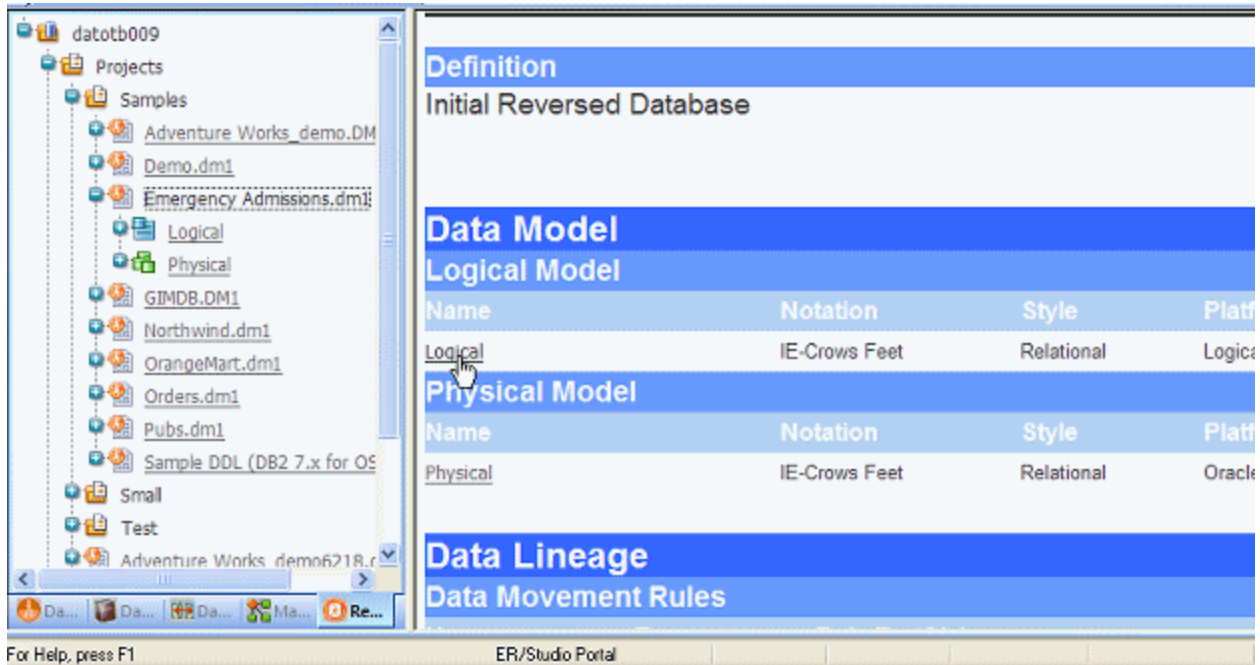 datotb009
Projects
Samples
Adventure Works_demo.DM
Demo.dm1
Emergency Admissions.dm1
Logical
Physical
GIMDB.DM1
Northwind.dm1
OrangeMart.dm1
Orders.dm1
Pubs.dm1
Sample DDL (DB2 7.x for OS
Small
Test
Adventure Works demo6218.r
Da... Da... Da... Ma... Re...
Definition
Initial Reversed Database
Data Model
Logical Model
Name Notation Style Platf
Logical IE-Crows Feet Relational Logica
Physical Model
Name Notation Style Platf
Physical IE-Crows Feet Relational Oracle
Data Lineage
Data Movement Rules
For Help, press F1 ER/Studio Portal